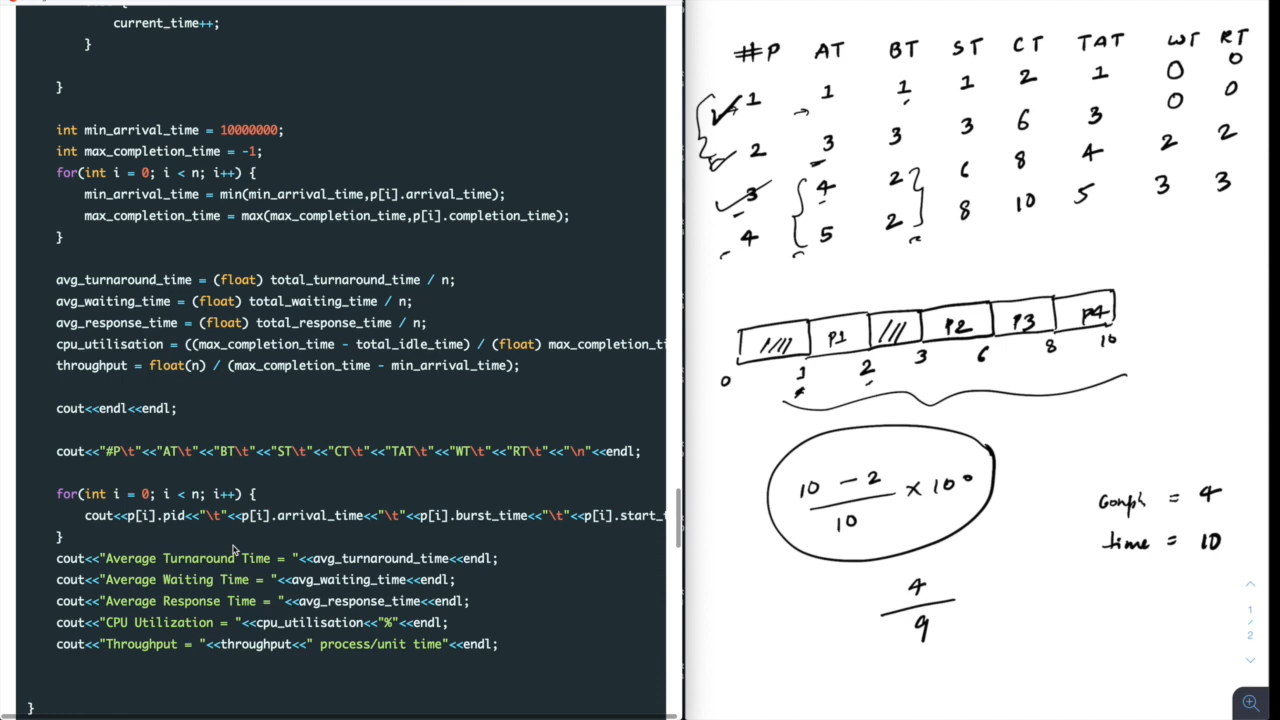 current_time++;
}
}
int min_arrival_time = 10000000;
int max_completion_time = -1;
for(int i = 0; i < n; i++) {
min_arrival_time = min(min_arrival_time,p[i].arrival_time);
max_completion_time = max(max_completion_time,p[i].completion_time);
}
avg_turnaround_time = (float) total_turnaround_time / n;
avg_waiting_time = (float) total_waiting_time / n;
avg_response_time = (float) total_response_time / n;
cpu_utilisation = ((max_completion_time - total_idle_time) / (float) max_completion_ti
throughput = float(n) / (max_completion_time - min_arrival_time);
cout<<endl<<endl;
cout<<"#P\t"<<"AT\t"<<"BT\t"<<"ST\t"<<"CT\t"<<"TAT\t"<<"WT\t"<<"RT\t"<<"\n"<<endl;
for(int i = 0; i < n; i++) {
cout<<p[i].pid<<"\t"<<p[i].arrival_time<<"\t"<<p[i].burst_time<<"\t"<<p[i].start_t
}
cout<<"Average Turnaround Time = "<<avg_turnaround_time<<endl;
cout<<"Average Waiting Time = "<<avg_waiting_time<<endl;
cout<<"Average Response Time = "<<avg_response_time<<endl;
cout<<"CPU Utilization = "<<cpu_utilisation<<"%"<<endl;
cout<<"Throughput = "<<throughput<<" process/unit time"<<endl;
}
#P AT BT ST CT TAT WT RT
1 1 1 1 2 1 0 0
2 3 3 3 6 3 0 0
3 4 2 6 8 4 2 2
4 5 2 8 10 5 3 3
P1 P2 P3 P4
0 1 2 3 6 8 10
10 - 2
10
× 100
4
9
= 4
time = 10
1
/
2